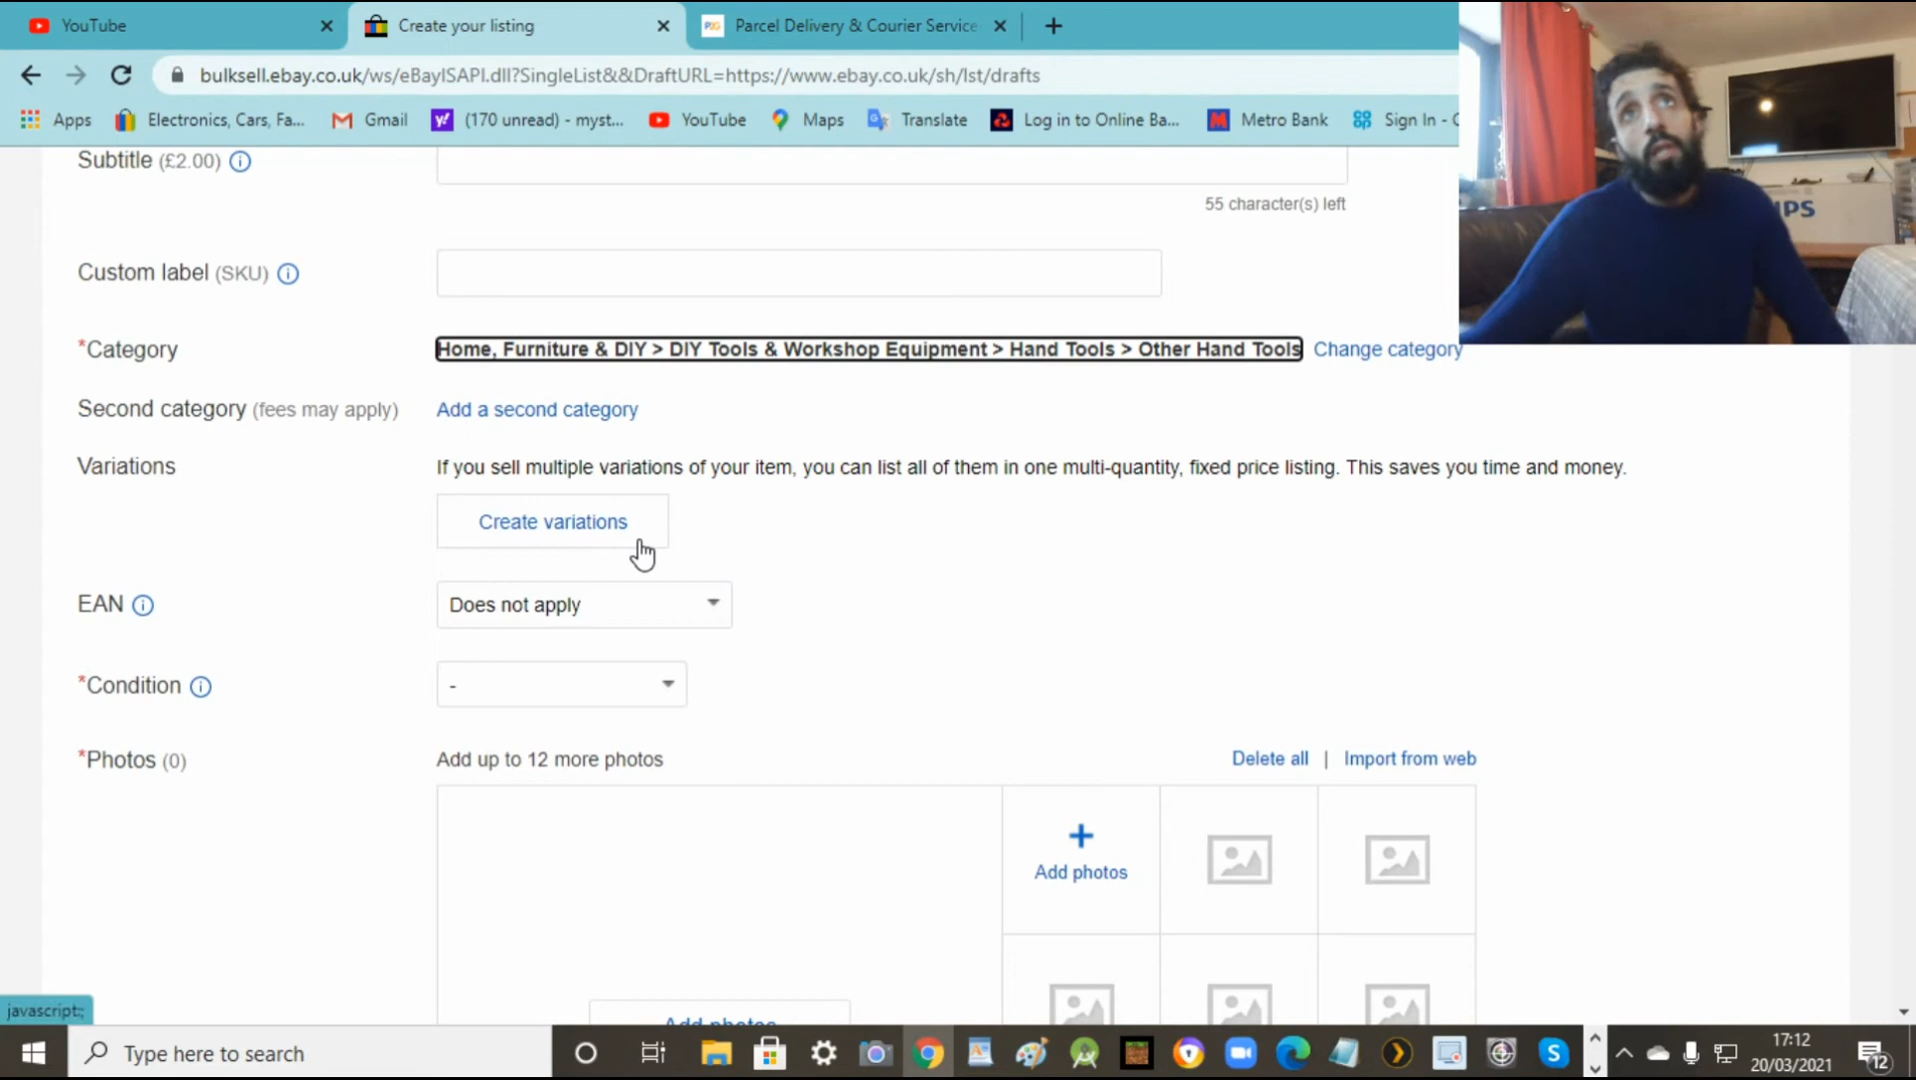 YouTube
Create your listing
P2G
Parcel Delivery & Courier Service
bulksell.ebay.co.uk/ws/eBayISAPI.dll?SingleList&&DraftURL=https://www.ebay.co.uk/sh/lst/drafts
Apps
Electronics, Cars, Fa...
Gmail
(170 unread) - myst...
YouTube
Maps
Translate
Log in to Online Ba...
Metro Bank
Sign In - C
Subtitle (£2.00)
55 character(s) left
Custom label (SKU)
*Category
Home, Furniture & DIY > DIY Tools & Workshop Equipment > Hand Tools > Other Hand Tools
Change category
Second category (fees may apply)
Add a second category
Variations
If you sell multiple variations of your item, you can list all of them in one multi-quantity, fixed price listing. This saves you time and money.
Create variations
EAN
Does not apply
*Condition
-
*Photos (0)
Add up to 12 more photos
Delete all | Import from web
Add photos
Add photos
javascript:;
Type here to search
17:12
20/03/2021
12